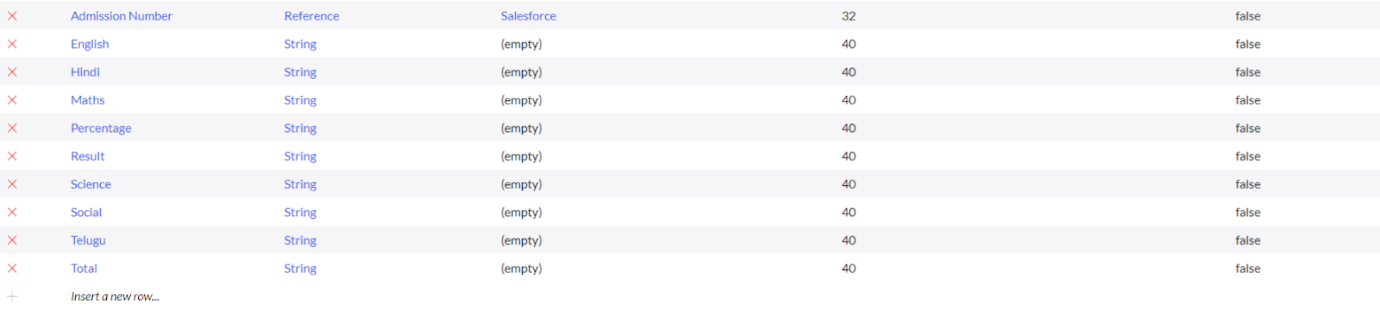 Admission Number Reference Salesforce 32 false
English String (empty) 40 false
Hindi String (empty) 40 false
Maths String (empty) 40 false
Percentage String (empty) 40 false
Result String (empty) 40 false
Science String (empty) 40 false
Social String (empty) 40 false
Telugu String (empty) 40 false
Total String (empty) 40 false
Insert a new row...